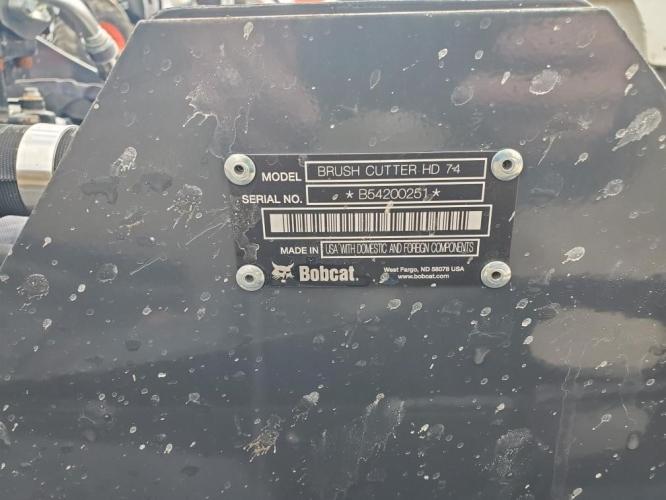 MODEL BRUSH CUTTER HD 74
SERIAL NO. * B54200251 *
MADE IN USA WITH DOMESTIC AND FOREIGN COMPONENTS
Bobcat
West Fargo, ND 58078 USA
www.bobcat.com